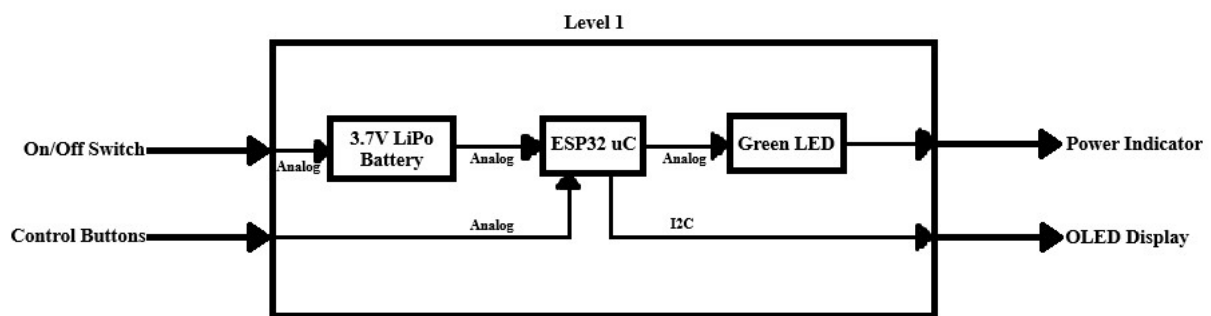 Level 1
On/Off Switch
Analog
3.7V LiPo
Battery
Analog
ESP32 uC
Analog
Green LED
Power Indicator
Control Buttons
Analog
I2C
OLED Display